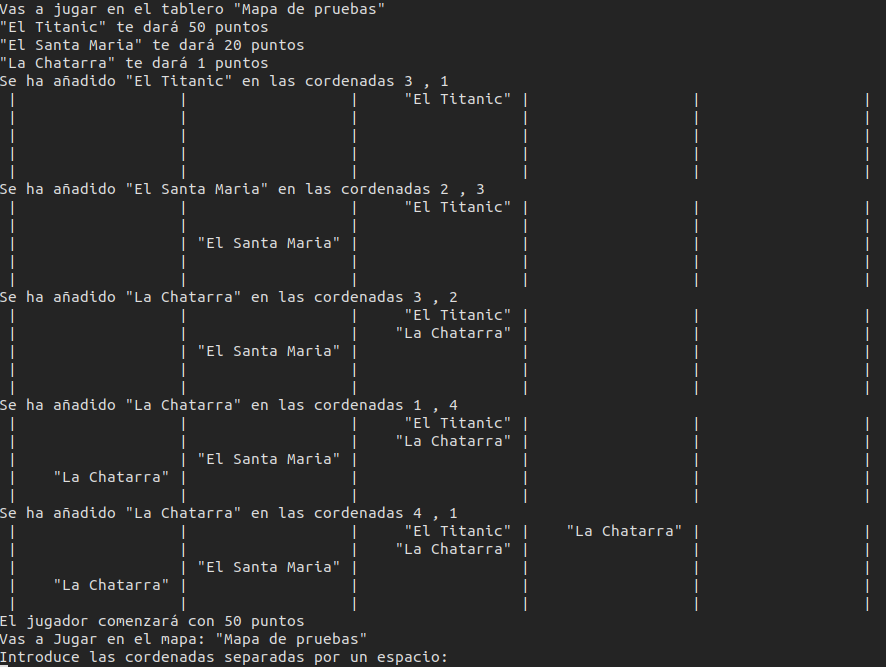 Vas a jugar en el tablero "Mapa de pruebas"
"El Titanic" te dará 50 puntos
"El Santa Maria" te dará 20 puntos
"La Chatarra" te dará 1 puntos
Se ha añadido "El Titanic" en las cordenadas 3 , 1
 |                  |                  |     "El Titanic" |                  |                  |
 |                  |                  |                  |                  |                  |
 |                  |                  |                  |                  |                  |
 |                  |                  |                  |                  |                  |
 |                  |                  |                  |                  |                  |
Se ha añadido "El Santa Maria" en las cordenadas 2 , 3
 |                  |                  |     "El Titanic" |                  |                  |
 |                  |                  |                  |                  |                  |
 |                  | "El Santa Maria" |                  |                  |                  |
 |                  |                  |                  |                  |                  |
 |                  |                  |                  |                  |                  |
Se ha añadido "La Chatarra" en las cordenadas 3 , 2
 |                  |                  |     "El Titanic" |                  |                  |
 |                  |                  |    "La Chatarra" |                  |                  |
 |                  | "El Santa Maria" |                  |                  |                  |
 |                  |                  |                  |                  |                  |
 |                  |                  |                  |                  |                  |
Se ha añadido "La Chatarra" en las cordenadas 1 , 4
 |                  |                  |     "El Titanic" |                  |                  |
 |                  |                  |    "La Chatarra" |                  |                  |
 |                  | "El Santa Maria" |                  |                  |                  |
 |    "La Chatarra" |                  |                  |                  |                  |
 |                  |                  |                  |                  |                  |
Se ha añadido "La Chatarra" en las cordenadas 4 , 1
 |                  |                  |     "El Titanic" |    "La Chatarra" |                  |
 |                  |                  |    "La Chatarra" |                  |                  |
 |                  | "El Santa Maria" |                  |                  |                  |
 |    "La Chatarra" |                  |                  |                  |                  |
 |                  |                  |                  |                  |                  |
El jugador comenzará con 50 puntos
Vas a Jugar en el mapa: "Mapa de pruebas"
Introduce las cordenadas separadas por un espacio: